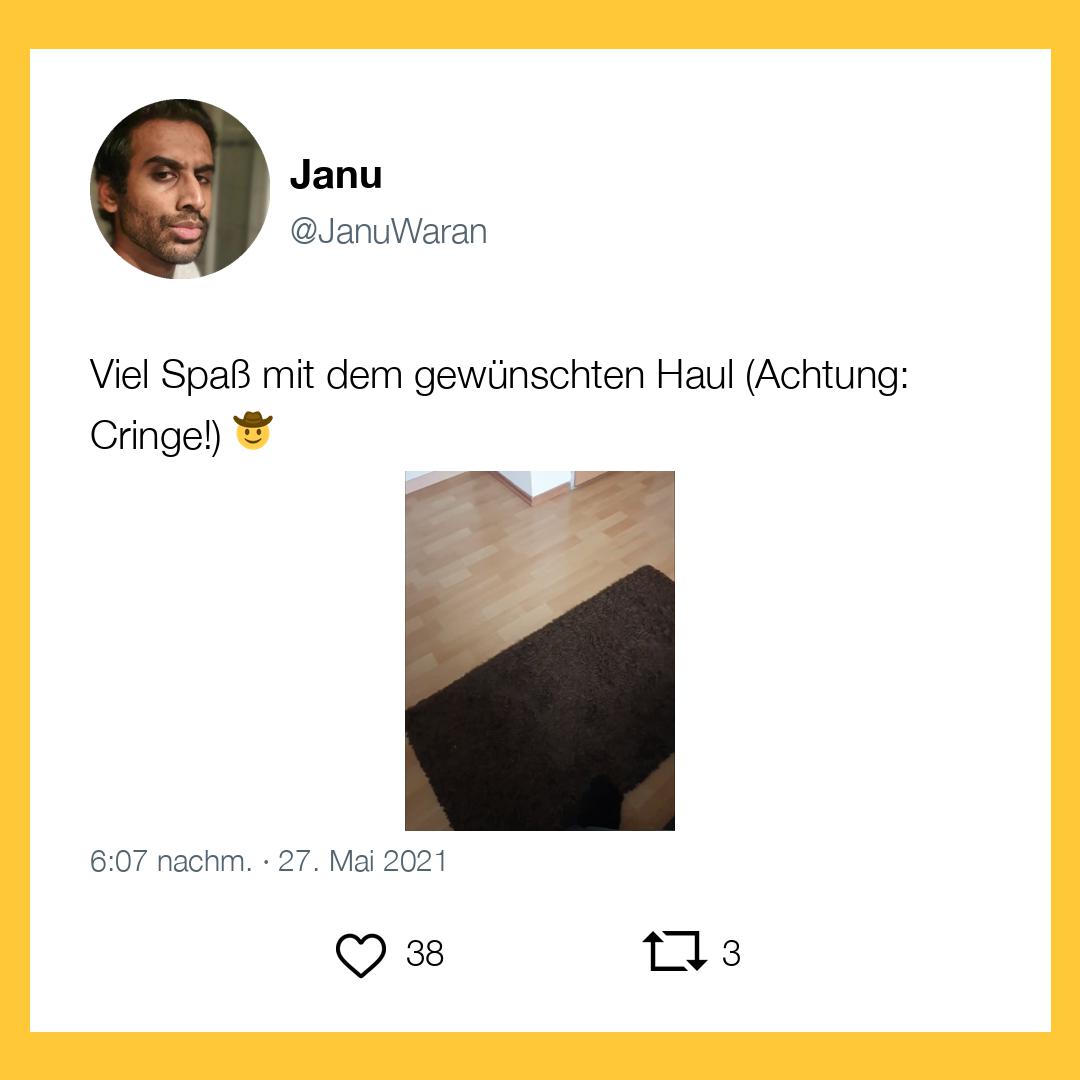 Janu
@JanuWaran
Viel Spaß mit dem gewünschten Haul (Achtung:
Cringe!) 🤠
6:07 nachm. · 27. Mai 2021
38
3